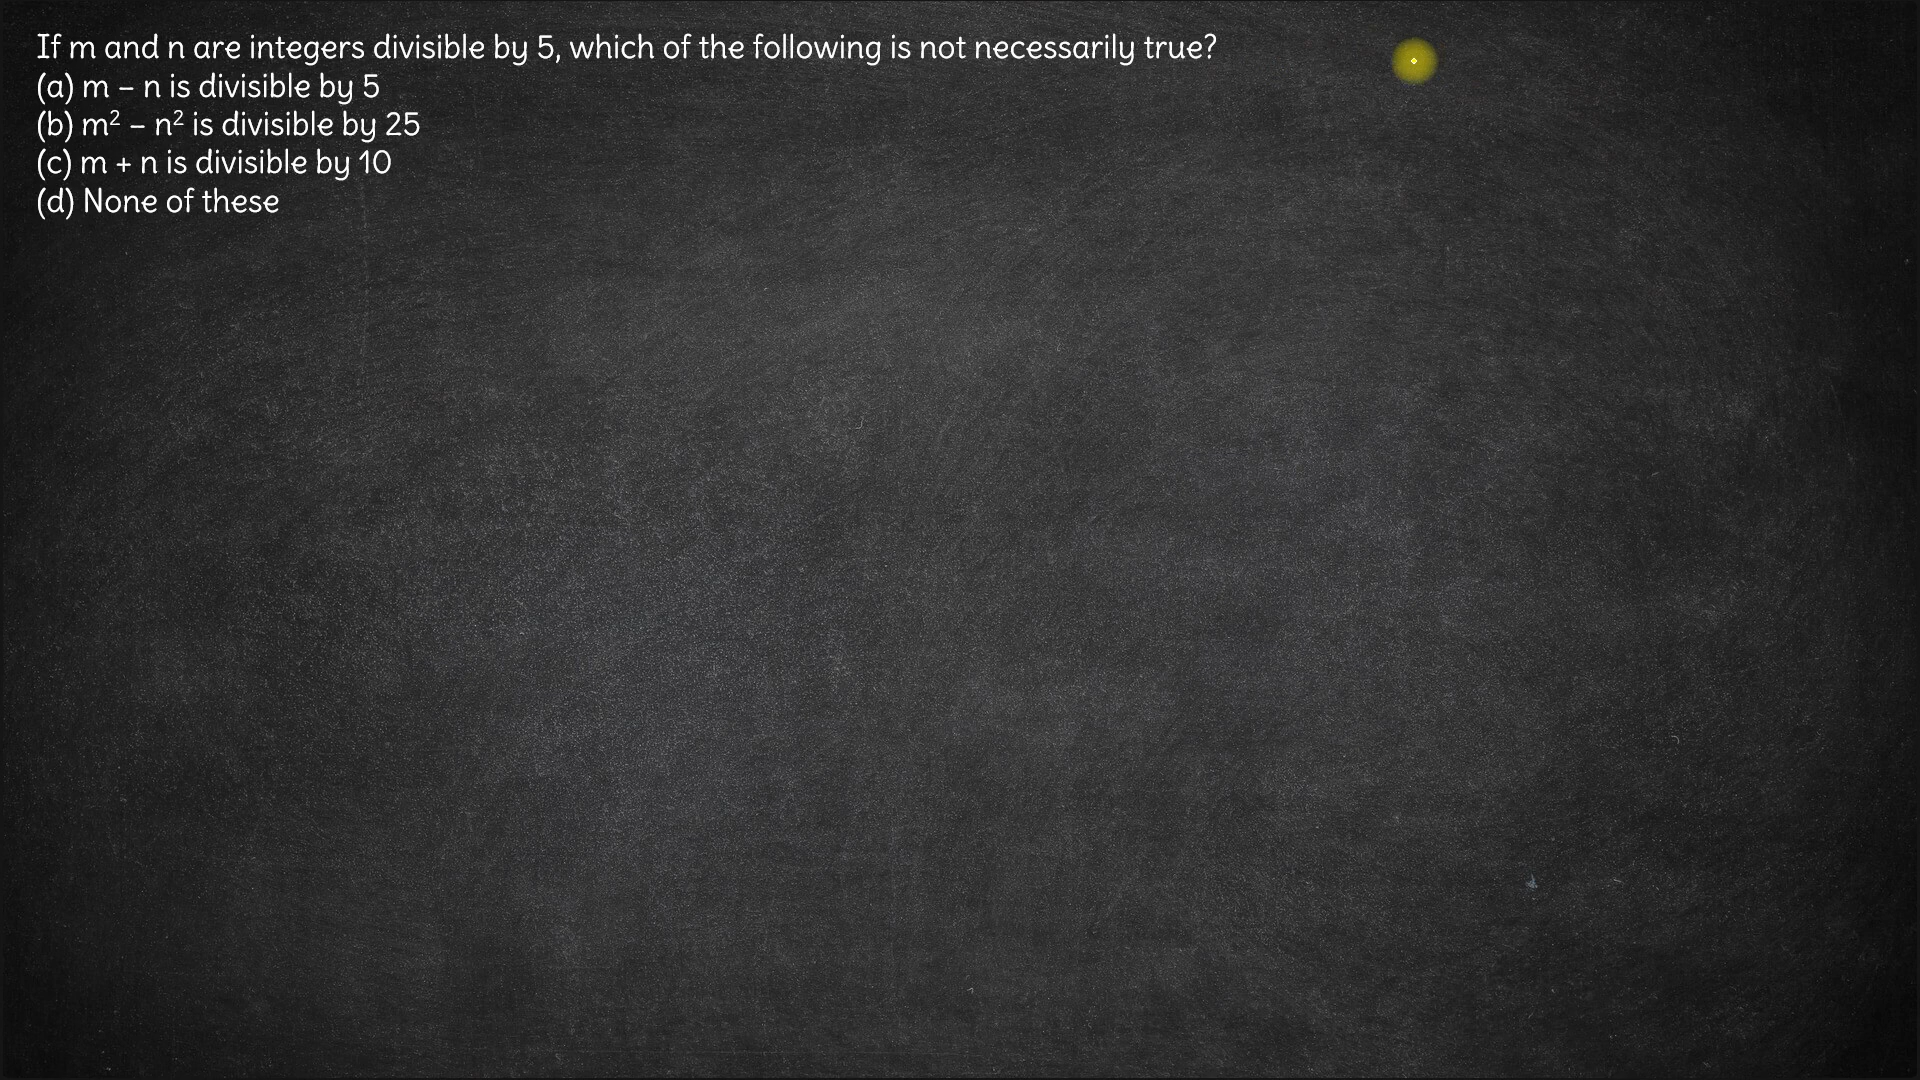 If m and n are integers divisible by 5, which of the following is not necessarily true?
(a) m – n is divisible by 5
(b) m² – n² is divisible by 25
(c) m + n is divisible by 10
(d) None of these